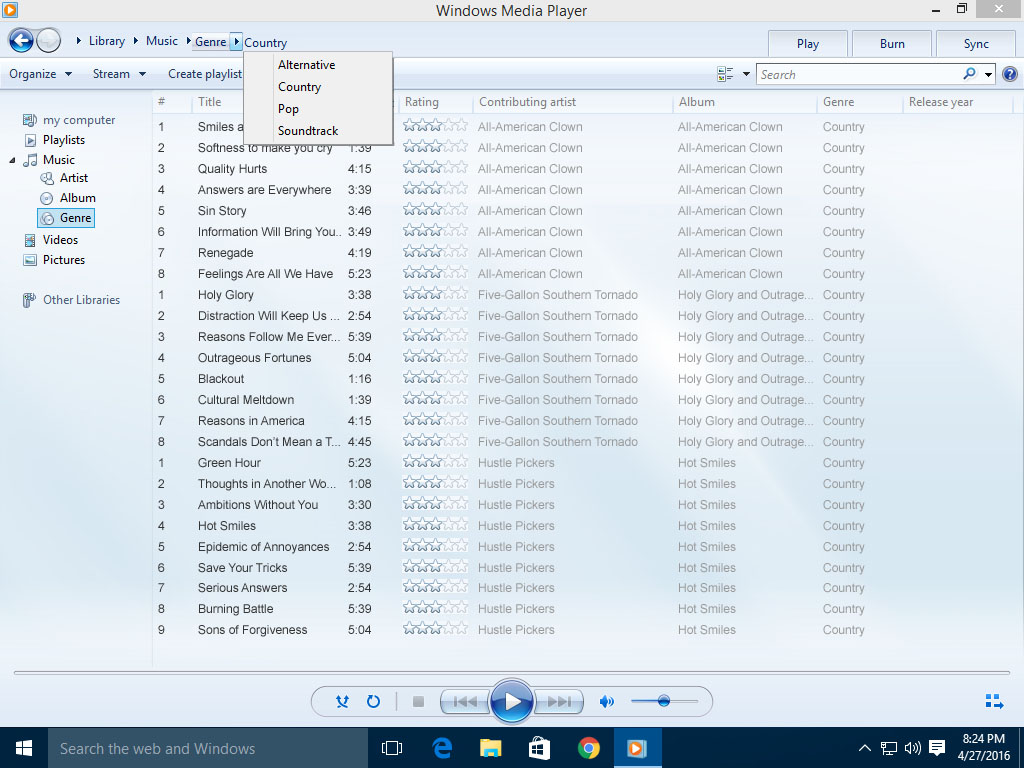 Windows Media Player
Library Music Genre Country
Play Burn Sync
Organize Stream Create playlist
Search
Alternative
Country
Pop
Soundtrack
# Title Rating Contributing artist Album Genre Release year
my computer
Playlists
Music
Artist
Album
Genre
Videos
Pictures
Other Libraries
1 Smiles a All-American Clown All-American Clown Country
2 Softness to make you cry 1:39 All-American Clown All-American Clown Country
3 Quality Hurts 4:15 All-American Clown All-American Clown Country
4 Answers are Everywhere 3:39 All-American Clown All-American Clown Country
5 Sin Story 3:46 All-American Clown All-American Clown Country
6 Information Will Bring You.. 3:49 All-American Clown All-American Clown Country
7 Renegade 4:19 All-American Clown All-American Clown Country
8 Feelings Are All We Have 5:23 All-American Clown All-American Clown Country
1 Holy Glory 3:38 Five-Gallon Southern Tornado Holy Glory and Outrage... Country
2 Distraction Will Keep Us ... 2:54 Five-Gallon Southern Tornado Holy Glory and Outrage... Country
3 Reasons Follow Me Ever... 5:39 Five-Gallon Southern Tornado Holy Glory and Outrage... Country
4 Outrageous Fortunes 5:04 Five-Gallon Southern Tornado Holy Glory and Outrage... Country
5 Blackout 1:16 Five-Gallon Southern Tornado Holy Glory and Outrage... Country
6 Cultural Meltdown 1:39 Five-Gallon Southern Tornado Holy Glory and Outrage... Country
7 Reasons in America 4:15 Five-Gallon Southern Tornado Holy Glory and Outrage... Country
8 Scandals Don't Mean a T... 4:45 Five-Gallon Southern Tornado Holy Glory and Outrage... Country
1 Green Hour 5:23 Hustle Pickers Hot Smiles Country
2 Thoughts in Another Wo... 1:08 Hustle Pickers Hot Smiles Country
3 Ambitions Without You 3:30 Hustle Pickers Hot Smiles Country
4 Hot Smiles 3:38 Hustle Pickers Hot Smiles Country
5 Epidemic of Annoyances 2:54 Hustle Pickers Hot Smiles Country
6 Save Your Tricks 5:39 Hustle Pickers Hot Smiles Country
7 Serious Answers 2:54 Hustle Pickers Hot Smiles Country
8 Burning Battle 5:39 Hustle Pickers Hot Smiles Country
9 Sons of Forgiveness 5:04 Hustle Pickers Hot Smiles Country
Search the web and Windows
8:24 PM
4/27/2016